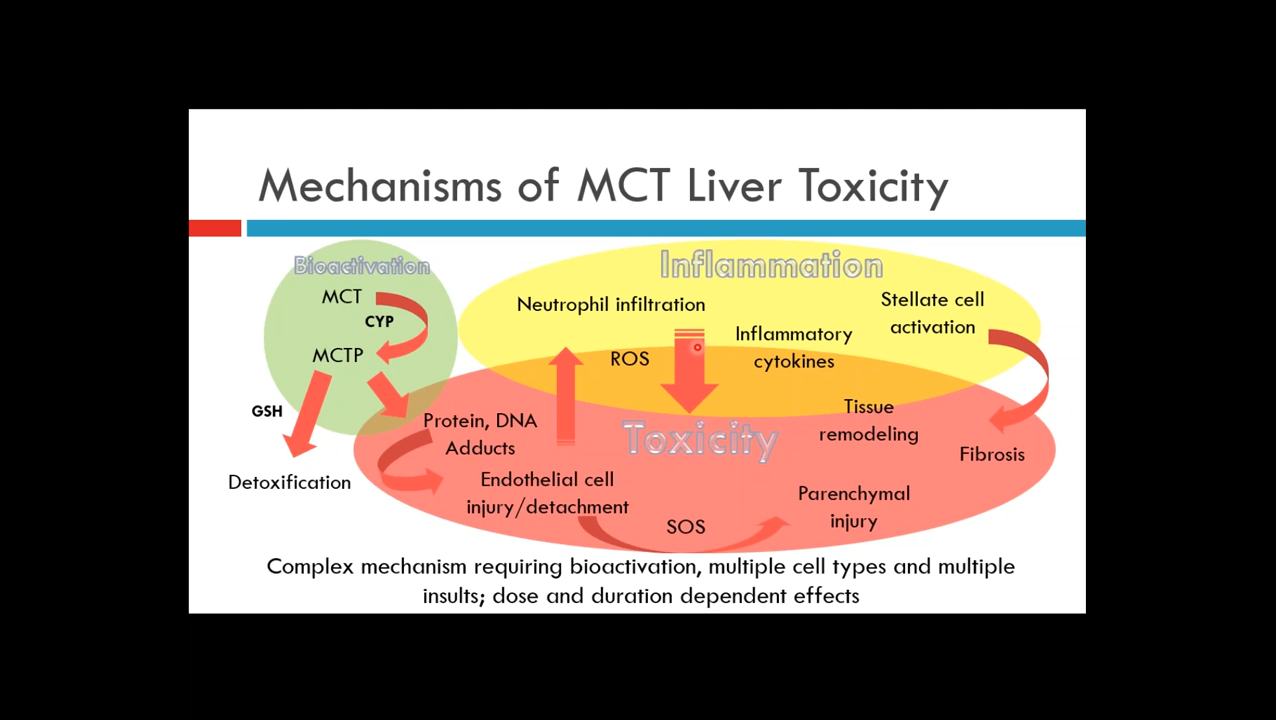 Mechanisms of MCT Liver Toxicity
Bioactivation
MCT
CYP
MCTP
GSH
Detoxification
Inflammation
Neutrophil infiltration
Stellate cell
activation
Inflammatory
cytokines
ROS
Protein, DNA
Adducts
Toxicity
Tissue
remodeling
Fibrosis
Endothelial cell
injury/detachment
SOS
Parenchymal
injury
Complex mechanism requiring bioactivation, multiple cell types and multiple
insults; dose and duration dependent effects